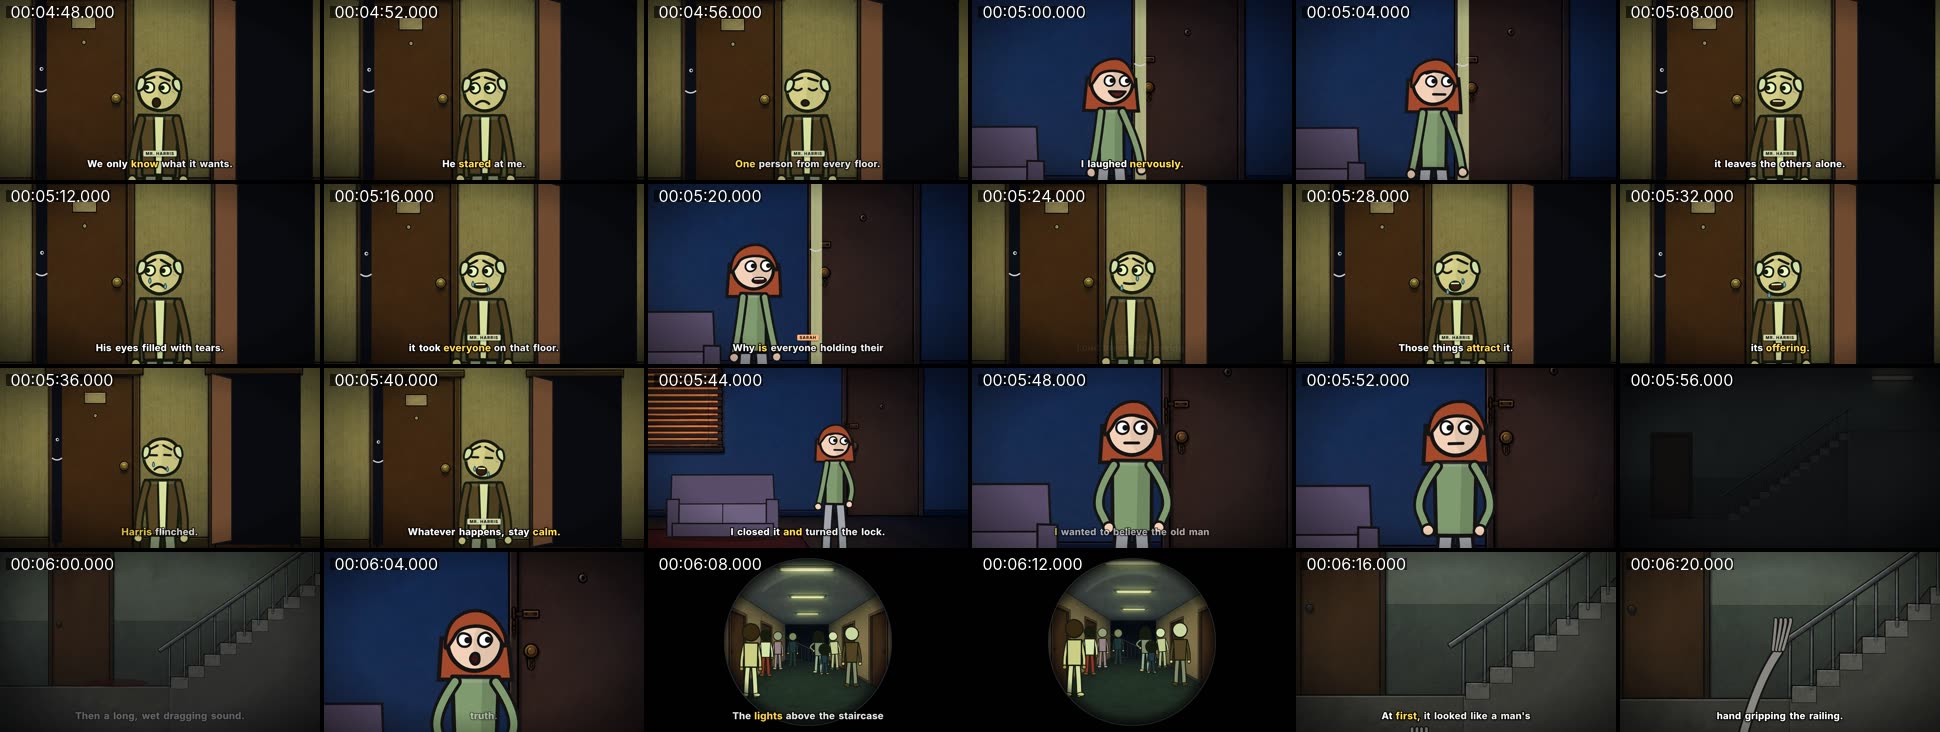 00:04:48.000
MR. HARRIS
We only know what it wants.
00:04:52.000
He stared at me.
00:04:56.000
MR. HARRIS
One person from every floor.
00:05:00.000
I laughed nervously.
00:05:04.000
00:05:08.000
MR. HARRIS
it leaves the others alone.
00:05:12.000
His eyes filled with tears.
00:05:16.000
MR. HARRIS
it took everyone on that floor.
00:05:20.000
SARAH
Why is everyone holding their
00:05:24.000
00:05:28.000
MR. HARRIS
Those things attract it.
00:05:32.000
MR. HARRIS
its offering.
00:05:36.000
Harris flinched.
00:05:40.000
MR. HARRIS
Whatever happens, stay calm.
00:05:44.000
I closed it and turned the lock.
00:05:48.000
I wanted to believe the old man
00:05:52.000
00:05:56.000
00:06:00.000
Then a long, wet dragging sound.
00:06:04.000
truth.
00:06:08.000
The lights above the staircase
00:06:12.000
00:06:16.000
At first, it looked like a man's
00:06:20.000
hand gripping the railing.